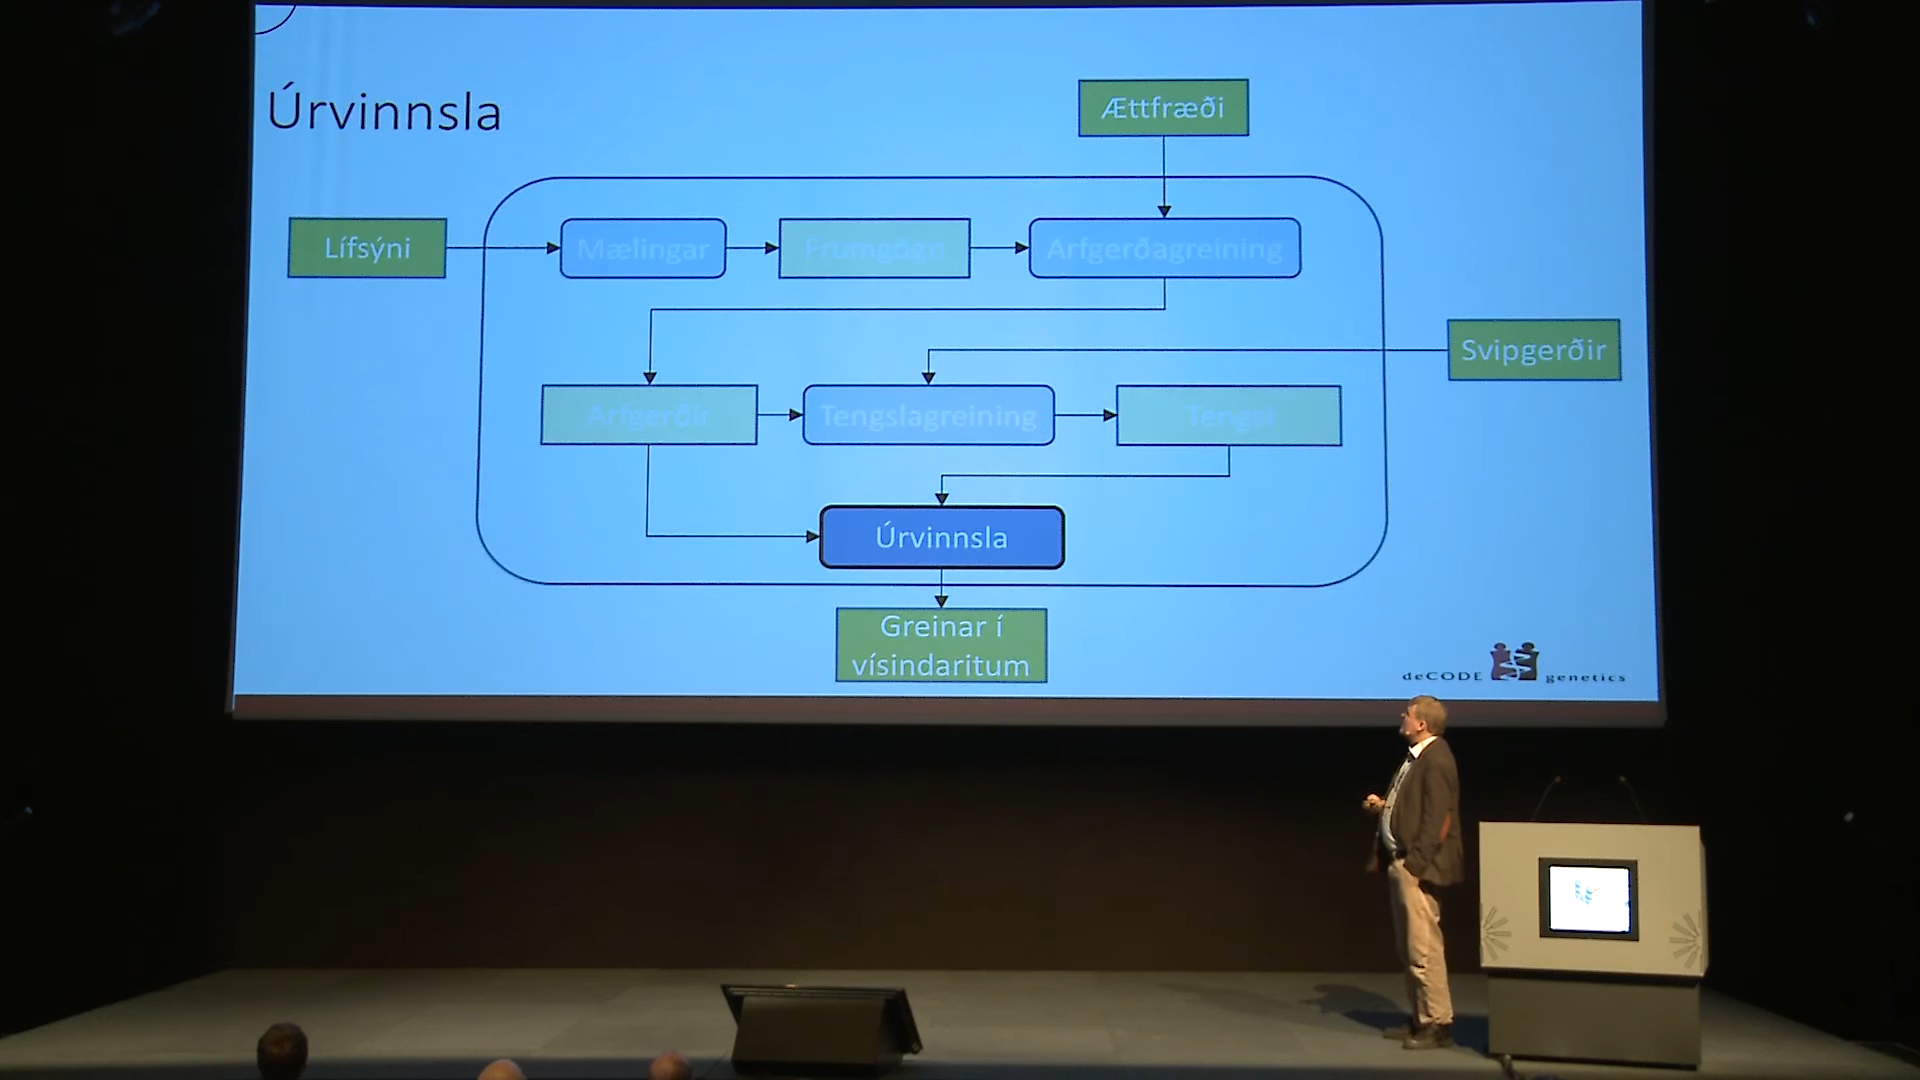 Úrvinnsla
Ættfræði
Lífsýni
Mælingar
Frumgögn
Arfgerðagreining
Svipgerðir
Arfgerðir
Tengslagreining
Tengsl
Úrvinnsla
Greinar í
vísindaritum
deCODE genetics